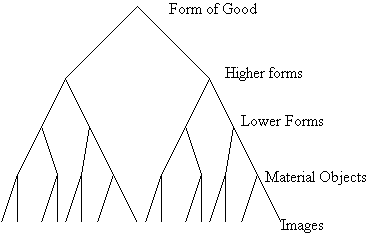 Form of Good
Higher forms
Lower Forms
Material Objects
Images